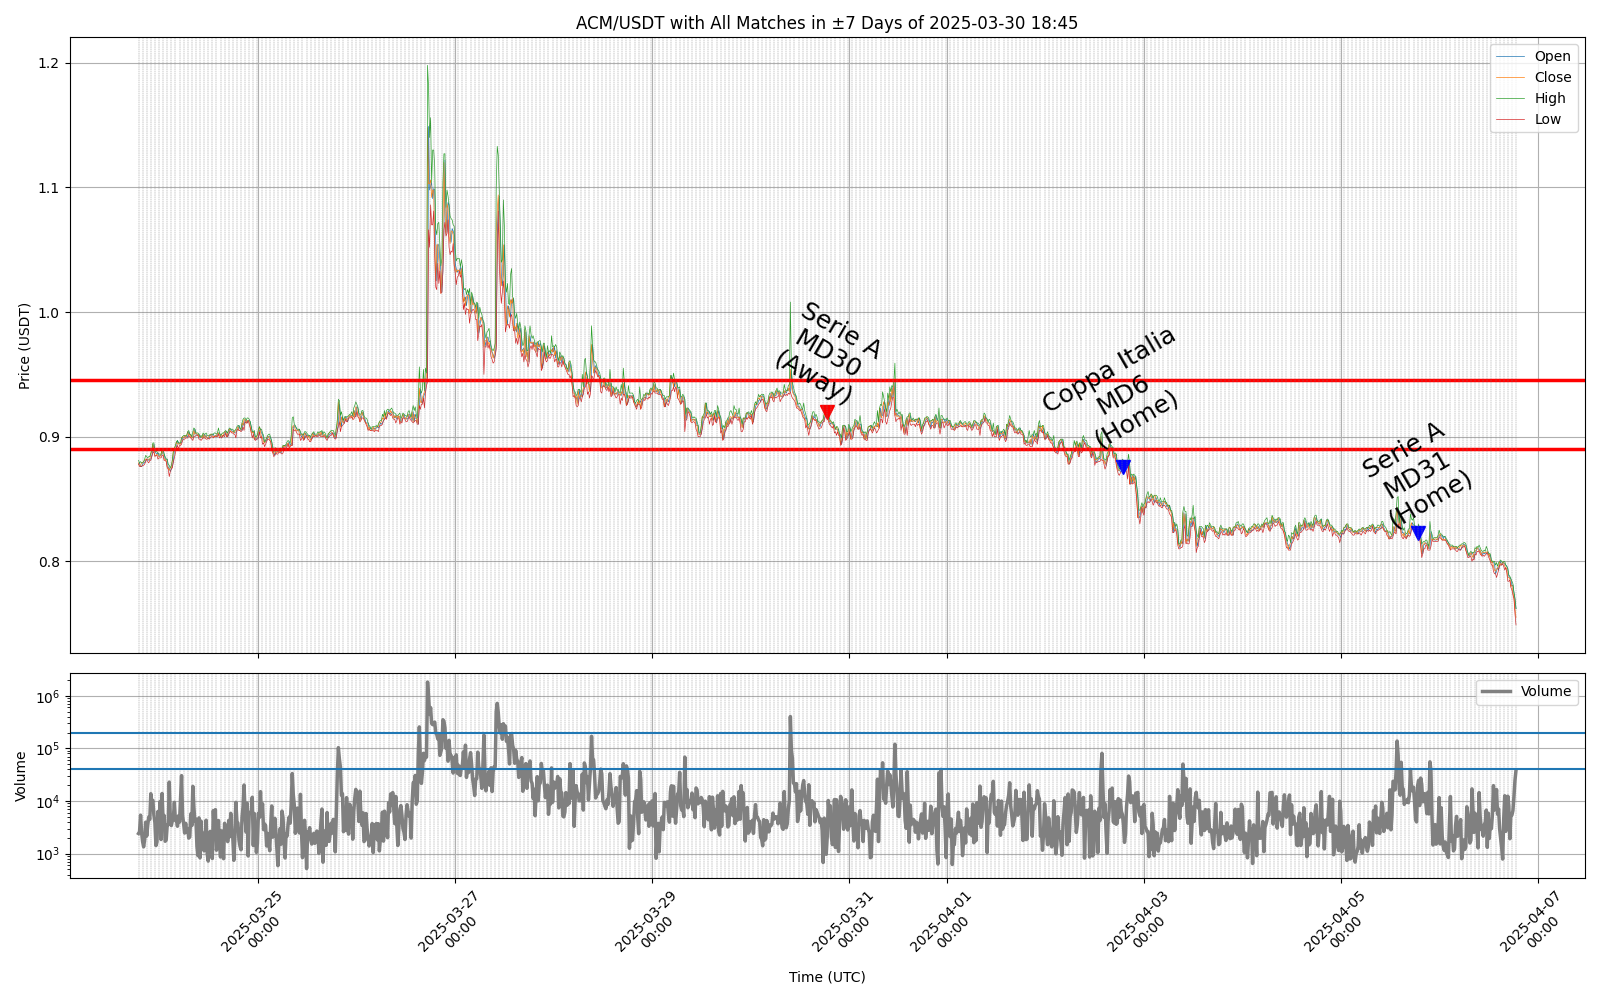 ACM/USDT with All Matches in ±7 Days of 2025-03-30 18:45
Price (USDT)
1.2
1.1
1.0
0.9
0.8
Open
Close
High
Low
Serie A
MD30
(Away)
Coppa Italia
MD6
(Home)
Serie A
MD31
(Home)
Volume
10⁶
10⁵
10⁴
10³
Volume
2025-03-25
00:00
2025-03-27
00:00
2025-03-29
00:00
2025-03-31
00:00
2025-04-01
00:00
2025-04-03
00:00
2025-04-05
00:00
2025-04-07
00:00
Time (UTC)